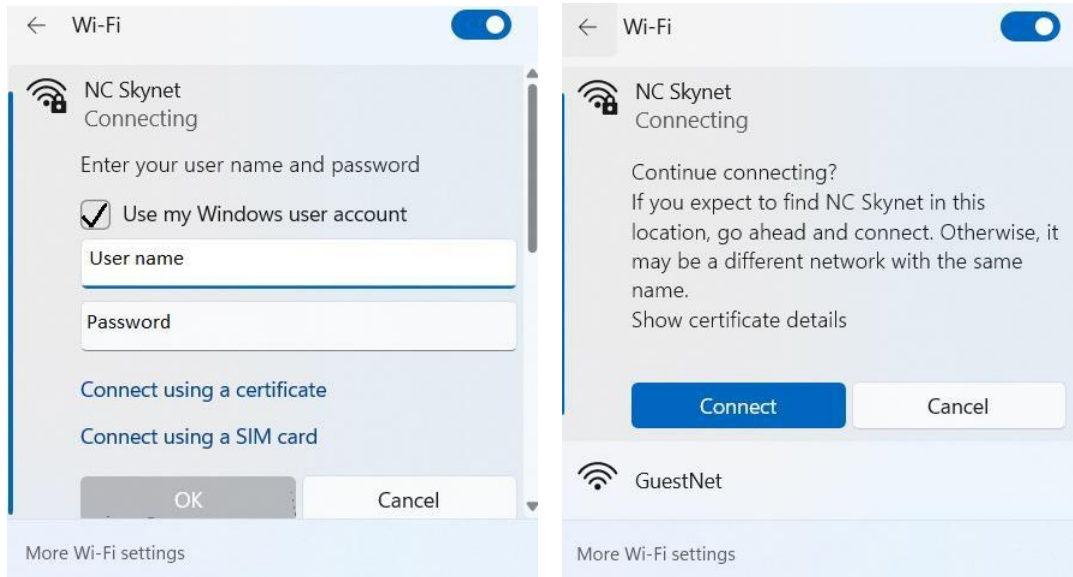 Wi-Fi
NC Skynet
Connecting
Enter your user name and password
Use my Windows user account
User name
Password
Connect using a certificate
Connect using a SIM card
OK
Cancel
More Wi-Fi settings
Wi-Fi
NC Skynet
Connecting
Continue connecting?
If you expect to find NC Skynet in this
location, go ahead and connect. Otherwise, it
may be a different network with the same
name.
Show certificate details
Connect
Cancel
GuestNet
More Wi-Fi settings